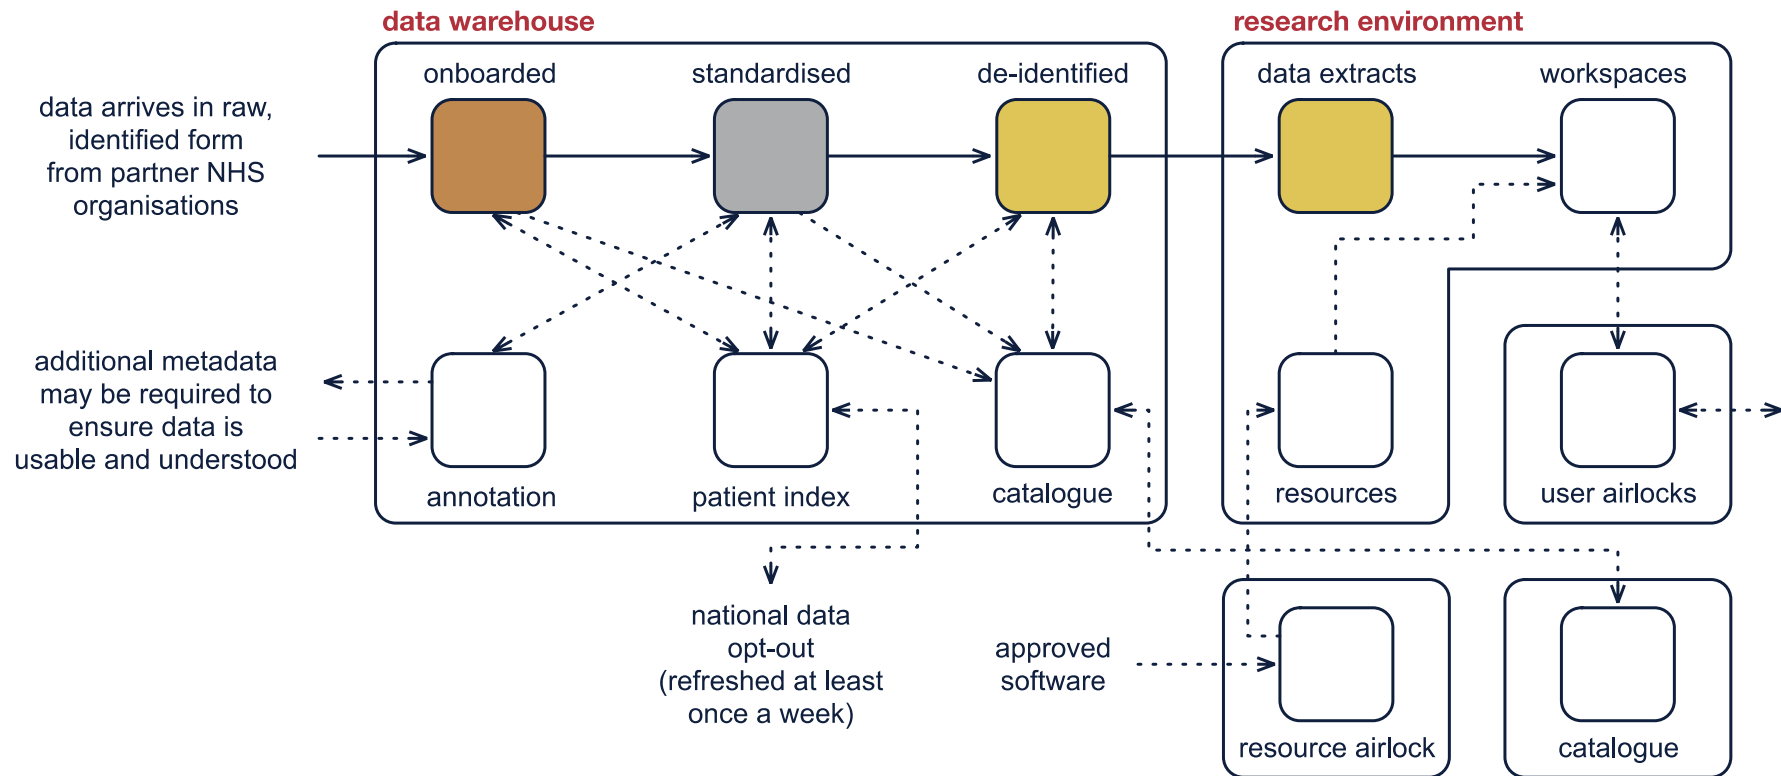 data warehouse
research environment
onboarded
standardised
de-identified
data extracts
workspaces
data arrives in raw,
identified form
from partner NHS
organisations
additional metadata
may be required to
ensure data is
usable and understood
annotation
patient index
catalogue
resources
user airlocks
national data
opt-out
(refreshed at least
once a week)
approved
software
resource airlock
catalogue